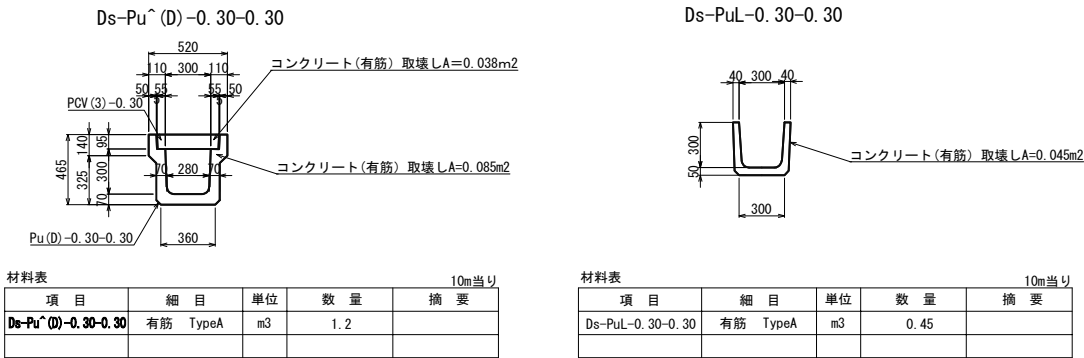 Ds-Pu^(D)-0.30-0.30
520
110 300 110
コンクリート(有筋) 取壊しA=0.038m2
50 55 55 50
5 5
PCV(3)-0.30
140 95
465 325 300
70 280 70
コンクリート(有筋) 取壊しA=0.085m2
70
Pu(D)-0.30-0.30
360
材料表 10m当り
項 目 細 目 単位 数 量 摘 要
Ds-Pu^(D)-0.30-0.30 有筋 TypeA m3 1.2
Ds-PuL-0.30-0.30
40 300 40
300
コンクリート(有筋) 取壊しA=0.045m2
50
300
材料表 10m当り
項 目 細 目 単位 数 量 摘 要
Ds-PuL-0.30-0.30 有筋 TypeA m3 0.45